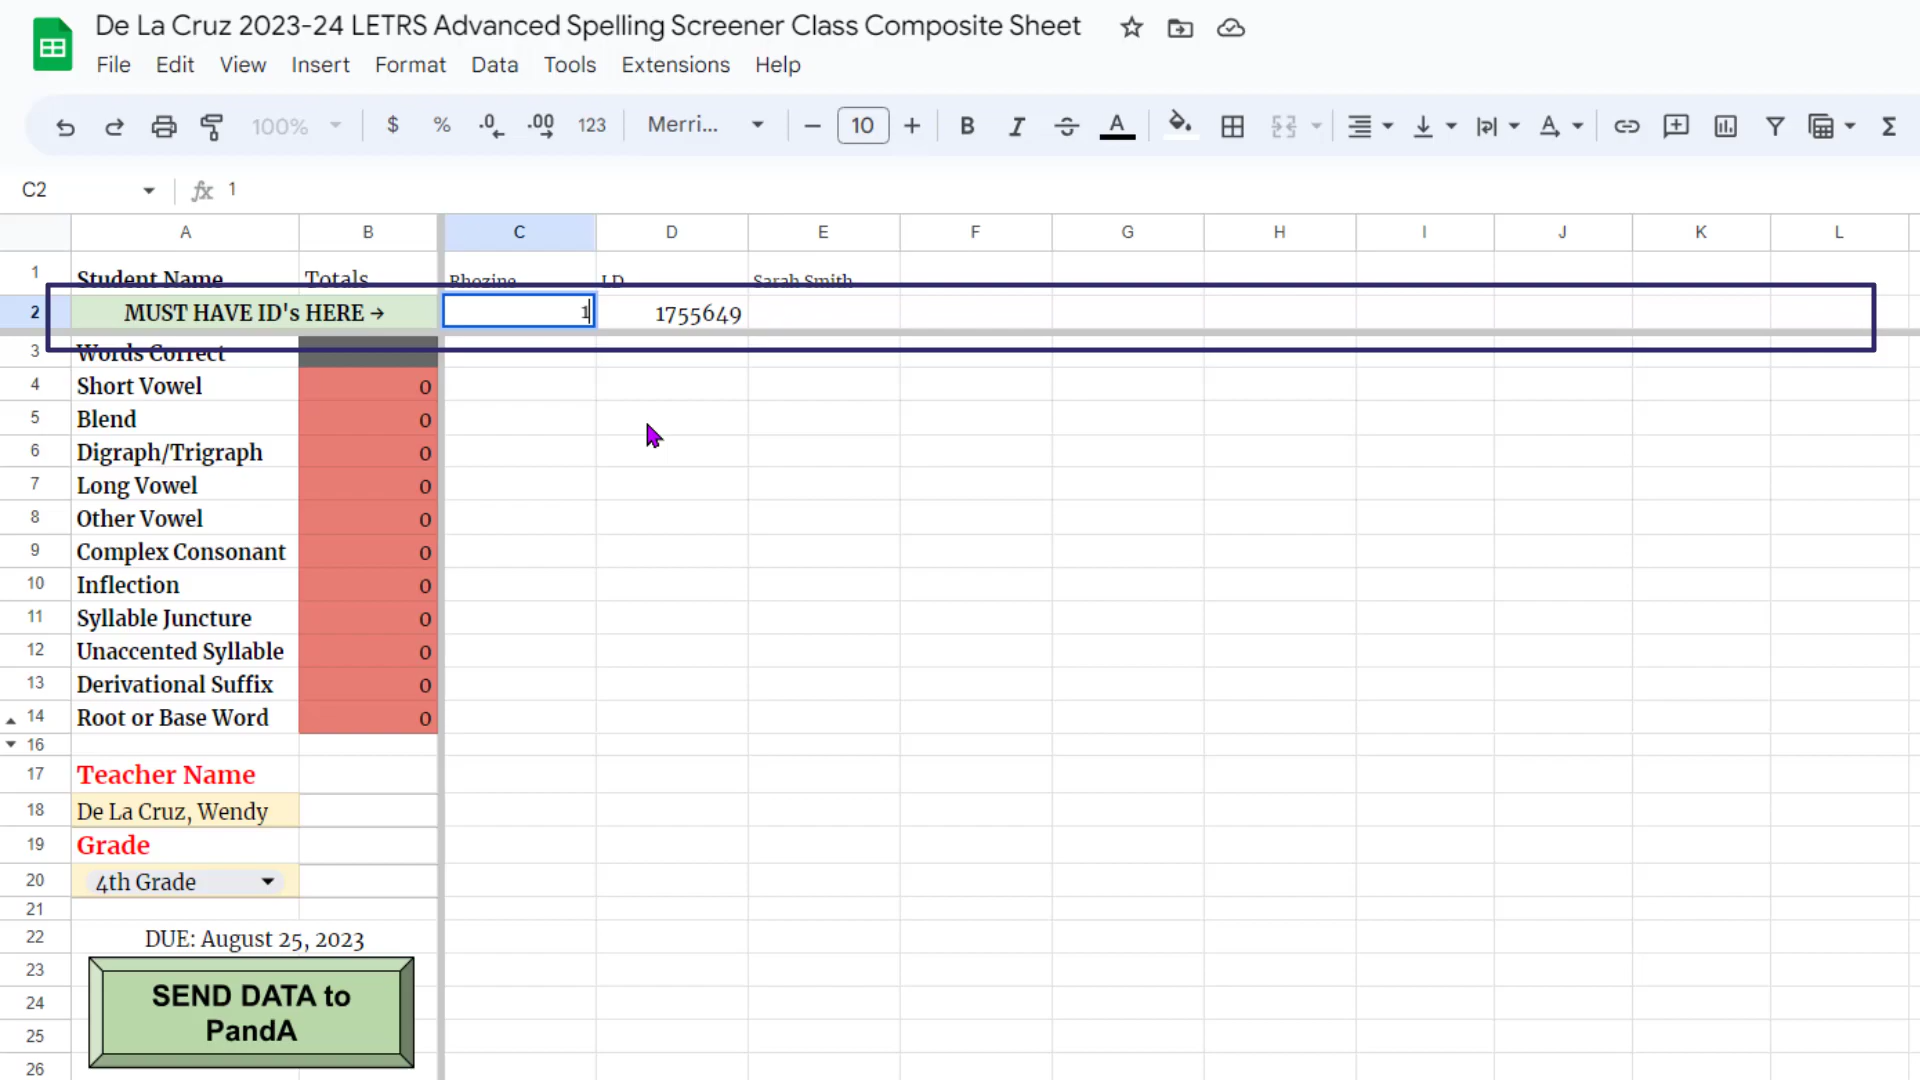 De La Cruz 2023-24 LETRS Advanced Spelling Screener Class Composite Sheet
File Edit View Insert Format Data Tools Extensions Help
100% $ % .0 .00 123 Merri... 10 B I A A Σ
C2 fx 1
A B C D E F G H I J K L
1 Student Name Totals Rhozine LD Sarah Smith
2 MUST HAVE ID's HERE → 1 1755649
3 Words Correct
4 Short Vowel 0
5 Blend 0
6 Digraph/Trigraph 0
7 Long Vowel 0
8 Other Vowel 0
9 Complex Consonant 0
10 Inflection 0
11 Syllable Juncture 0
12 Unaccented Syllable 0
13 Derivational Suffix 0
14 Root or Base Word 0
16
17 Teacher Name
18 De La Cruz, Wendy
19 Grade
20 4th Grade
21
22 DUE: August 25, 2023
23
24 SEND DATA to
25 PandA
26